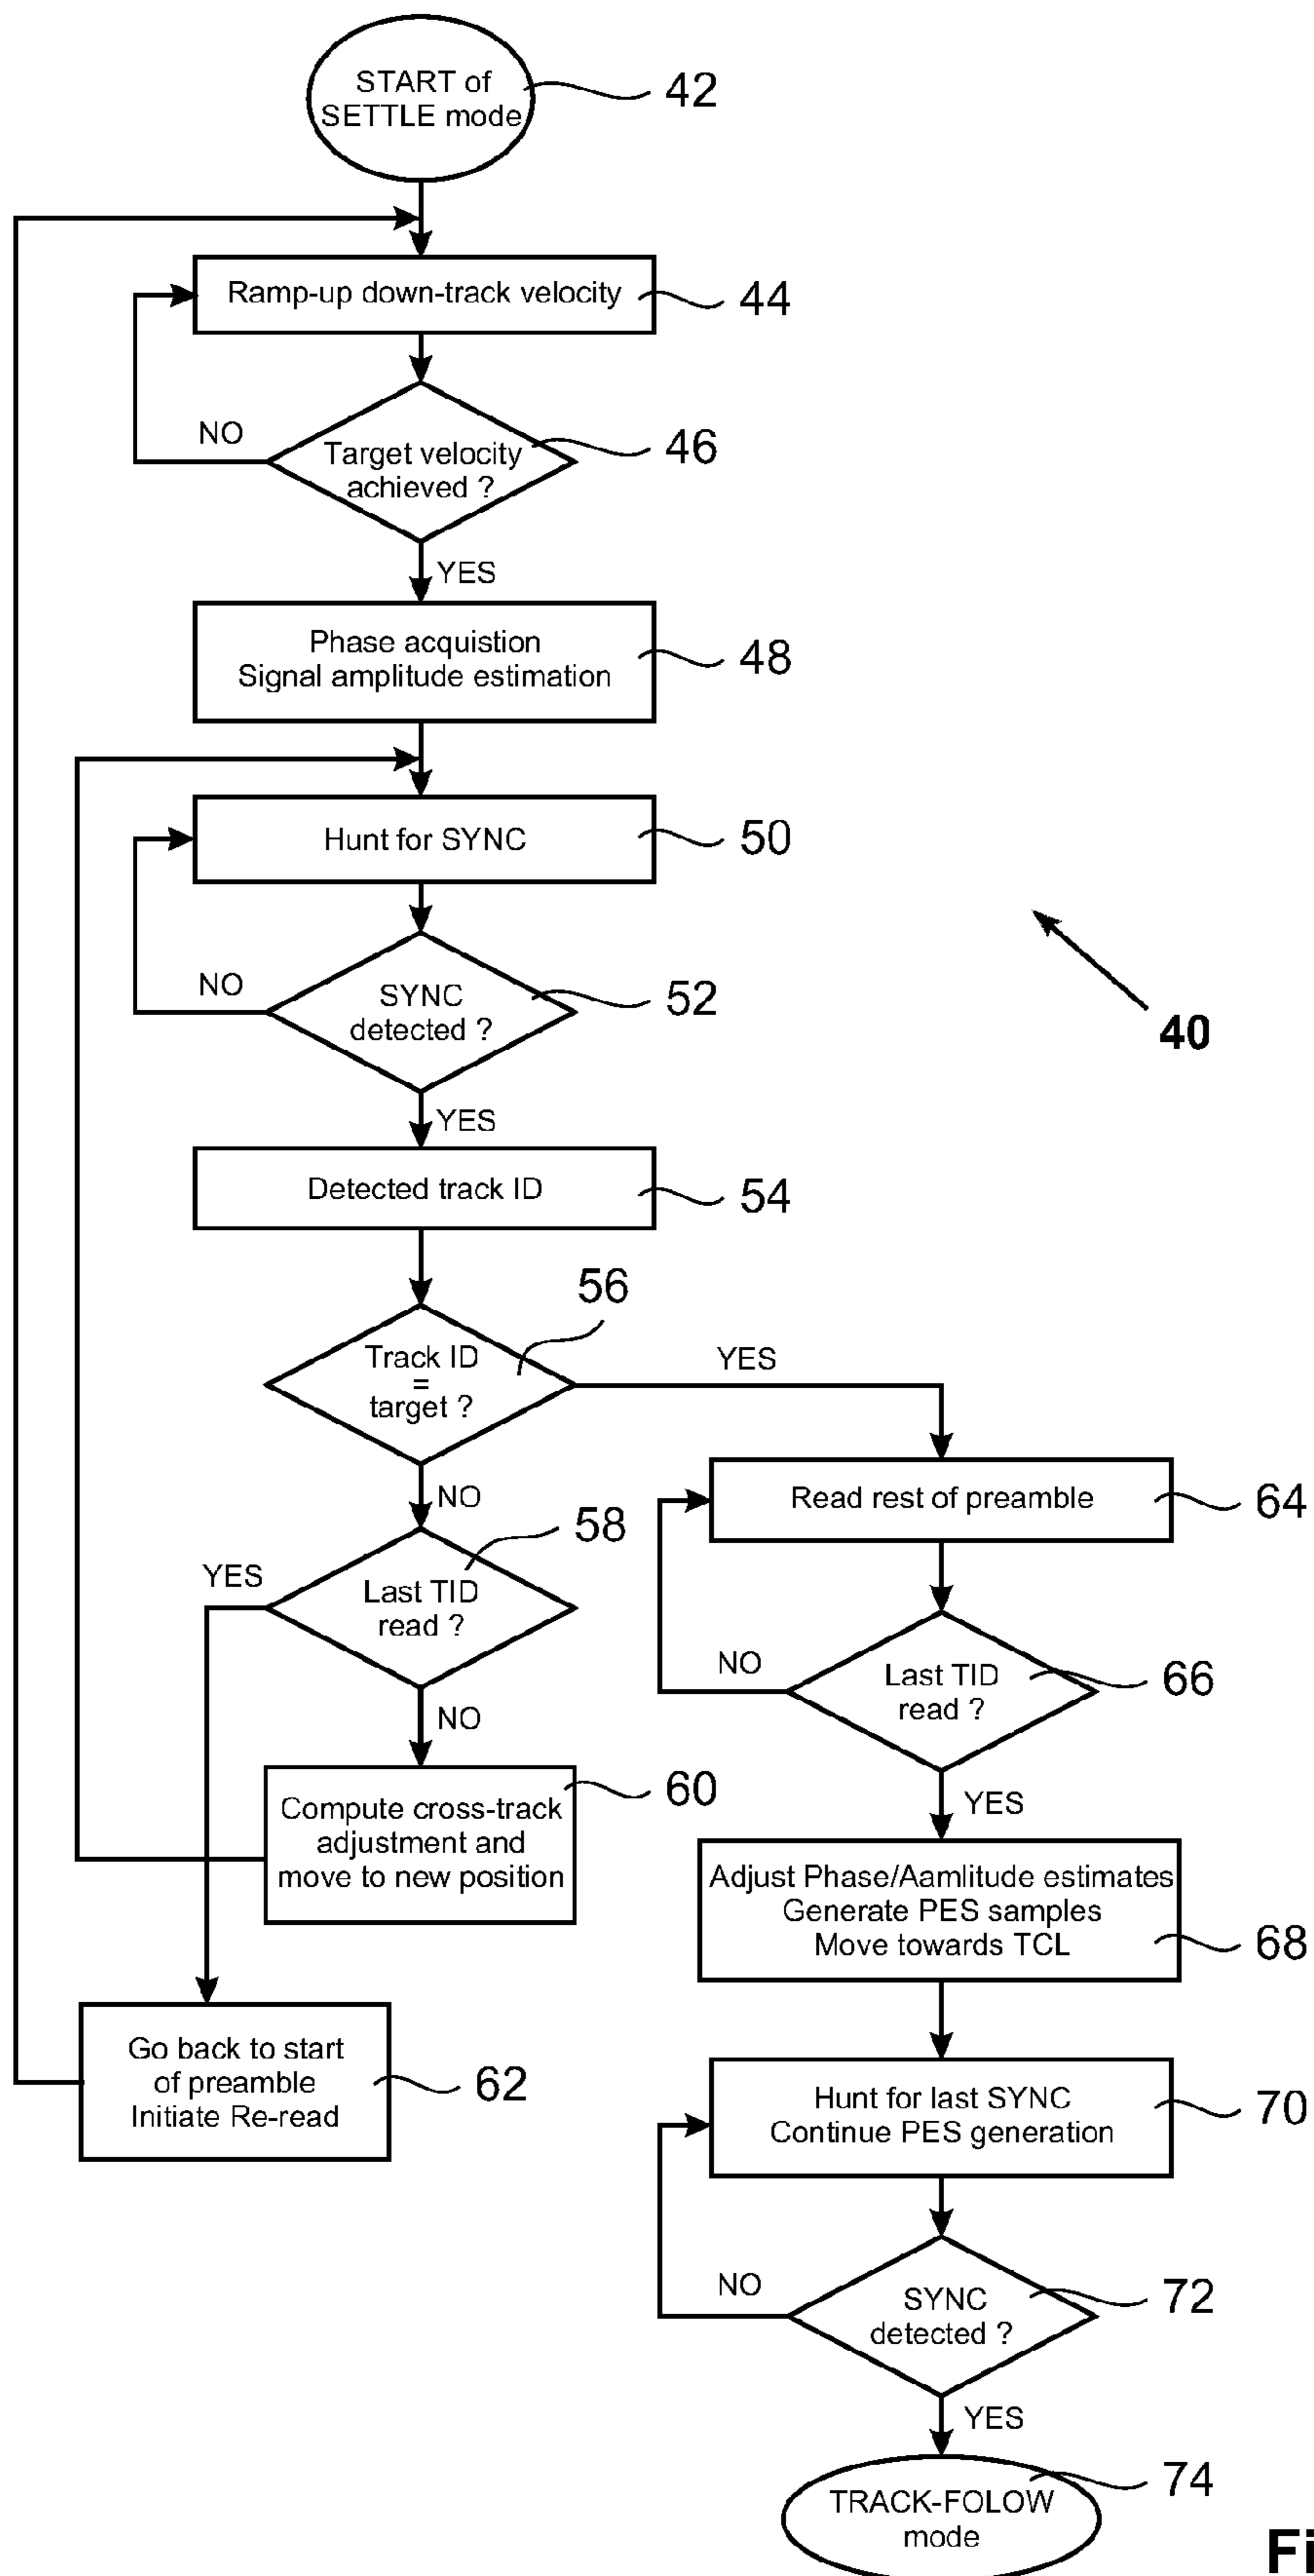 START of
SETTLE mode
42
Ramp-up down-track velocity
44
NO
Target velocity
achieved ?
46
YES
Phase acquistion
Signal amplitude estimation
48
Hunt for SYNC
50
NO
SYNC
detected ?
52
40
YES
Detected track ID
54
56
Track ID
=
target ?
YES
NO
Read rest of preamble
64
58
YES
Last TID
read ?
NO
Last TID
read ?
66
NO
60
Compute cross-track
adjustment and
move to new position
YES
Adjust Phase/Aamlitude estimates
Generate PES samples
Move towards TCL
68
Go back to start
of preamble
Initiate Re-read
62
Hunt for last SYNC
Continue PES generation
70
NO
SYNC
detected ?
72
YES
TRACK-FOLOW
mode
74
Fi